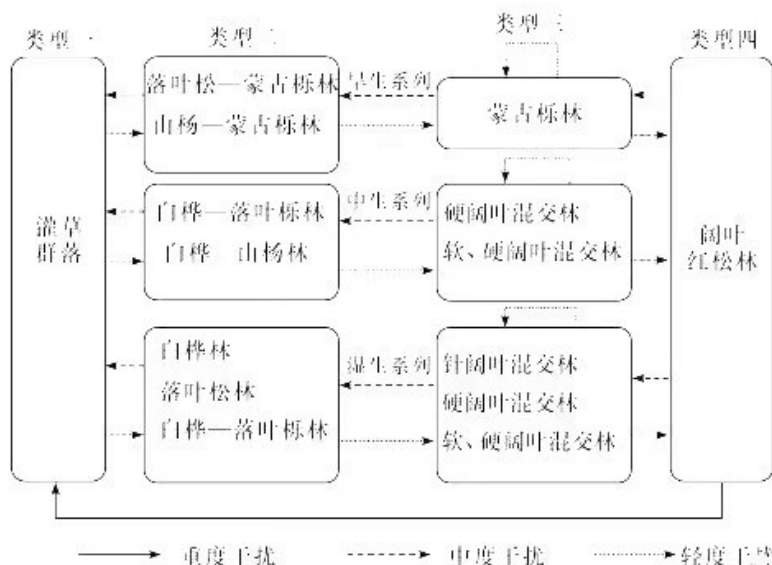 类型一
类型二
类型三
类型四
落叶松—蒙古栎林
山杨—蒙古栎林
旱生系列
蒙古栎林
灌草
群落
白桦—落叶栎林
白桦—山杨林
中生系列
硬阔叶混交林
软、硬阔叶混交林
阔叶
红松林
白桦林
落叶松林
白桦—落叶栎林
湿生系列
针阔叶混交林
硬阔叶混交林
软、硬阔叶混交林
重度干扰
中度干扰
轻度干扰